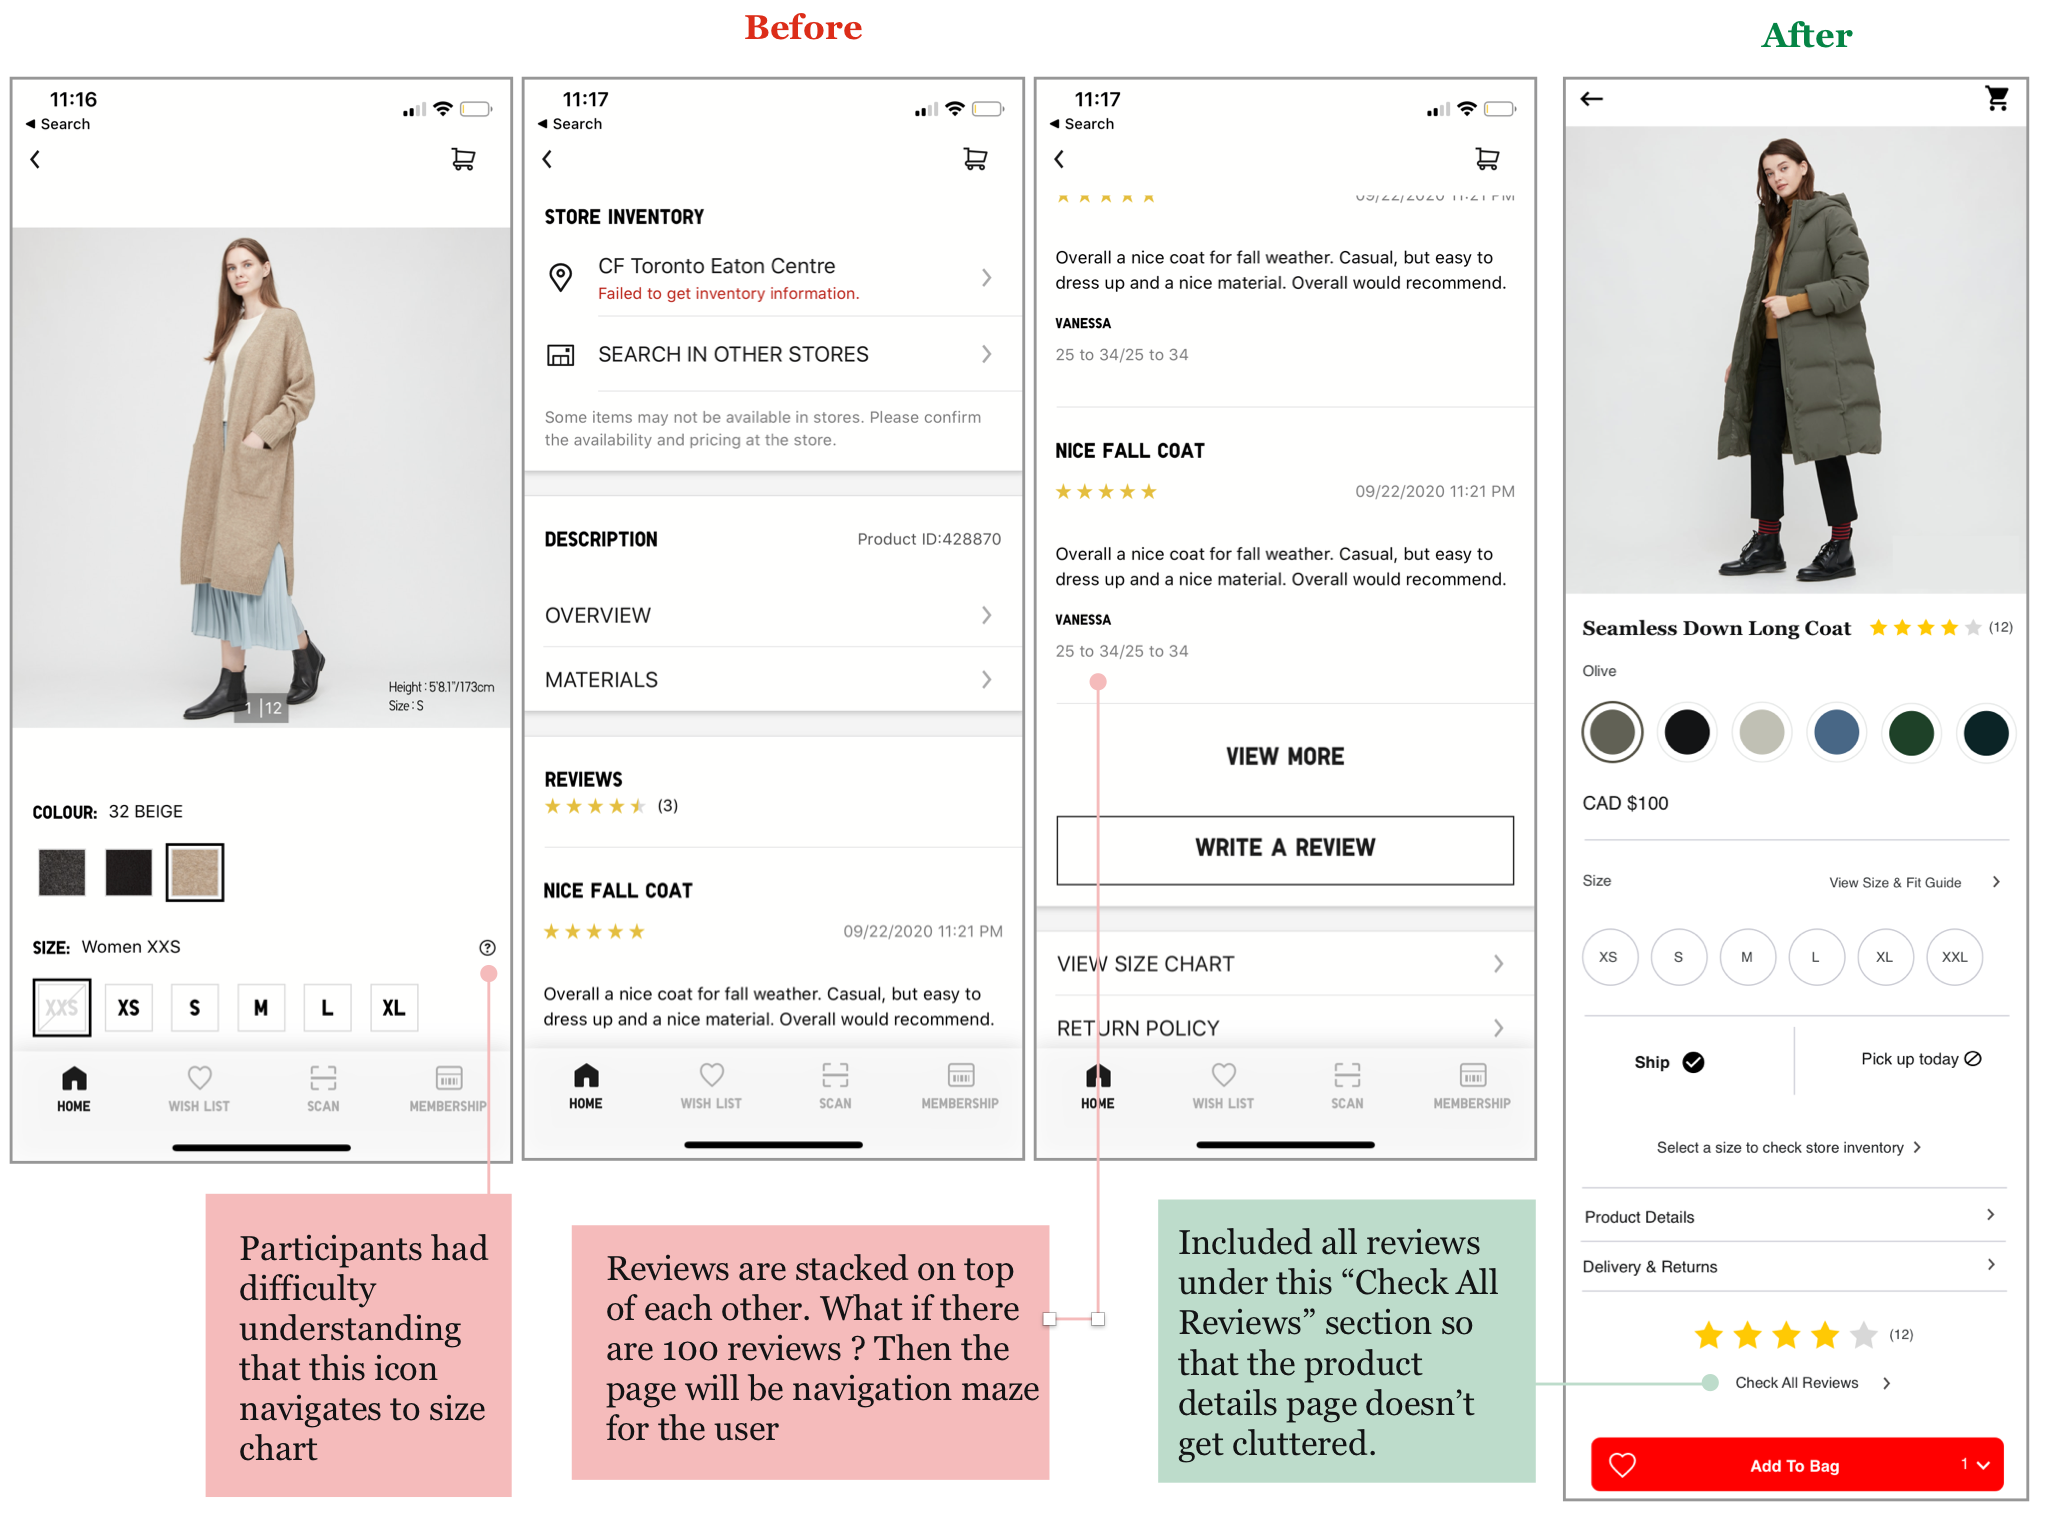 Before
After
11:16
Search
1 | 12
Height : 5'8.1"/173cm
Size : S
COLOUR: 32 BEIGE
SIZE: Women XXS
XXS XS S M L XL
HOME WISH LIST SCAN MEMBERSHIP
11:17
Search
STORE INVENTORY
CF Toronto Eaton Centre
Failed to get inventory information.
SEARCH IN OTHER STORES
Some items may not be available in stores. Please confirm
the availability and pricing at the store.
DESCRIPTION Product ID:428870
OVERVIEW
MATERIALS
REVIEWS
(3)
NICE FALL COAT
09/22/2020 11:21 PM
Overall a nice coat for fall weather. Casual, but easy to
dress up and a nice material. Overall would recommend.
HOME WISH LIST SCAN MEMBERSHIP
11:17
Search
09/22/2020 11:21 PM
Overall a nice coat for fall weather. Casual, but easy to
dress up and a nice material. Overall would recommend.
VANESSA
25 to 34/25 to 34
NICE FALL COAT
09/22/2020 11:21 PM
Overall a nice coat for fall weather. Casual, but easy to
dress up and a nice material. Overall would recommend.
VANESSA
25 to 34/25 to 34
VIEW MORE
WRITE A REVIEW
VIEW SIZE CHART
RETURN POLICY
HOME WISH LIST SCAN MEMBERSHIP
Seamless Down Long Coat (12)
Olive
CAD $100
Size View Size & Fit Guide
XS S M L XL XXL
Ship Pick up today
Select a size to check store inventory
Product Details
Delivery & Returns
(12)
Check All Reviews
Add To Bag 1
Participants had
difficulty
understanding
that this icon
navigates to size
chart
Reviews are stacked on top
of each other. What if there
are 100 reviews ? Then the
page will be navigation maze
for the user
Included all reviews
under this “Check All
Reviews” section so
that the product
details page doesn’t
get cluttered.